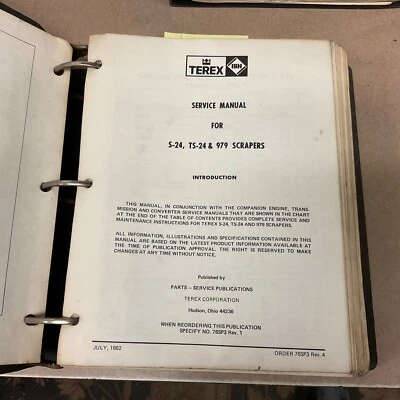 TEREX IBH
SERVICE MANUAL
FOR
S-24, TS-24 & 979 SCRAPERS
INTRODUCTION
THIS MANUAL, IN CONJUNCTION WITH THE COMPANION ENGINE, TRANS-
MISSION AND CONVERTER SERVICE MANUALS THAT ARE SHOWN IN THE CHART
AT THE END OF THE TABLE OF CONTENTS PROVIDES COMPLETE SERVICE AND
MAINTENANCE INSTRUCTIONS FOR TEREX S-24, TS-24 AND 979 SCRAPERS.
ALL INFORMATION, ILLUSTRATIONS AND SPECIFICATIONS CONTAINED IN THIS
MANUAL ARE BASED ON THE LATEST PRODUCT INFORMATION AVAILABLE AT
THE TIME OF PUBLICATION APPROVAL. THE RIGHT IS RESERVED TO MAKE
CHANGES AT ANY TIME WITHOUT NOTICE.
Published by
PARTS – SERVICE PUBLICATIONS
TEREX CORPORATION
Hudson, Ohio 44236
WHEN REORDERING THIS PUBLICATION
SPECIFY NO. 76SP3 Rev. 1
JULY, 1982
ORDER 76SP3 Rev. 4